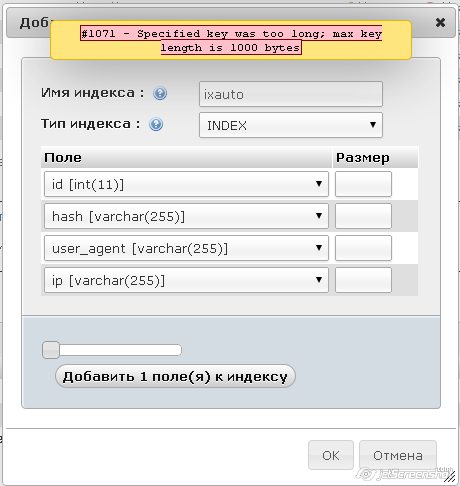 Доб
#1071 - Specified key was too long; max key
length is 1000 bytes
Имя индекса :
ixauto
Тип индекса :
INDEX
Поле Размер
id [int(11)]
hash [varchar(255)]
user_agent [varchar(255)]
ip [varchar(255)]
Добавить 1 поле(я) к индексу
OK Отмена
jetScreenshot